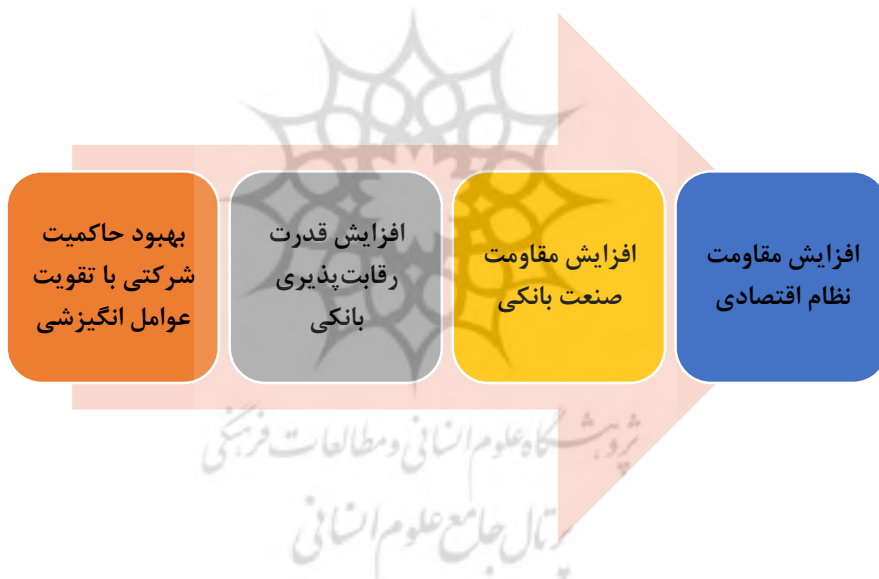 بهبود حاکمیت
شرکتی با تقویت
عوامل انگیزشی
افزایش قدرت
رقابت‌پذیری
بانکی
افزایش مقاومت
صنعت بانکی
افزایش مقاومت
نظام اقتصادی
پژوهشگاه علوم انسانی و مطالعات فرهنگی
پرتال جامع علوم انسانی